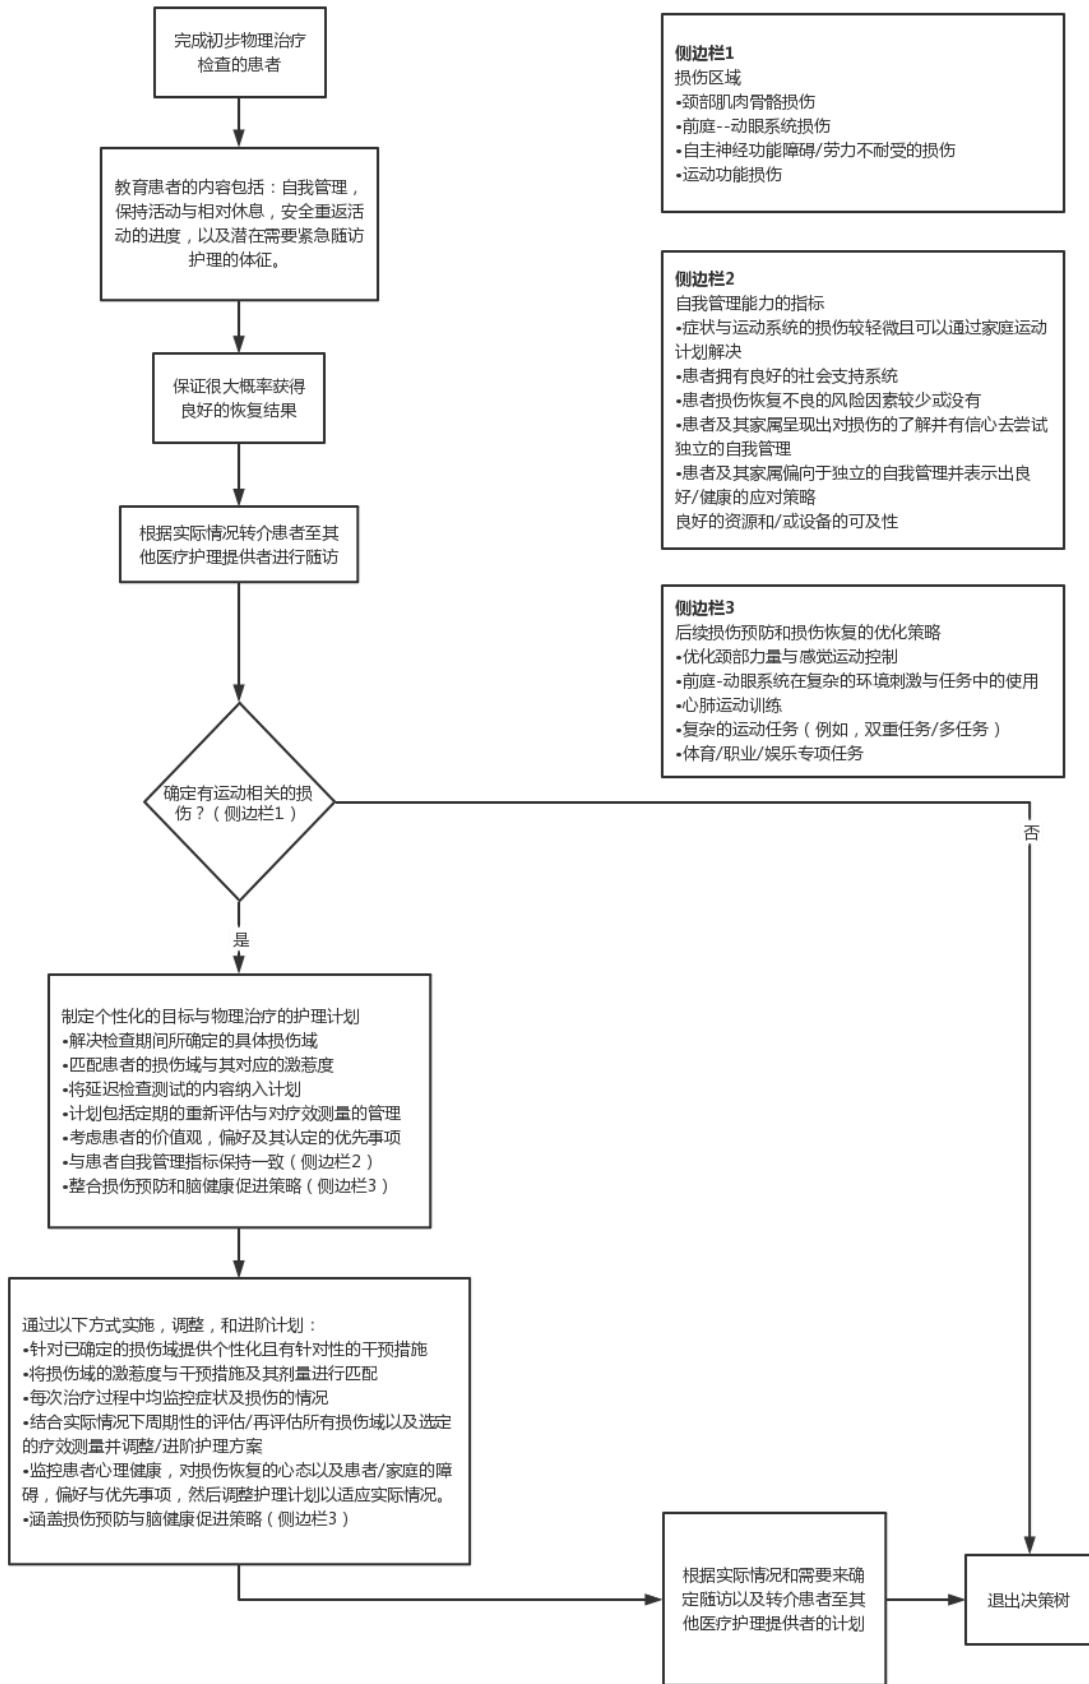 完成初步物理治疗
检查的患者
教育患者的内容包括：自我管理，
保持活动与相对休息，安全重返活
动的进度，以及潜在需要紧急随访
护理的体征。
保证很大概率获得
良好的恢复结果
根据实际情况转介患者至其
他医疗护理提供者进行随访
确定有运动相关的损
伤？（侧边栏1）
否
是
制定个性化的目标与物理治疗的护理计划
•解决检查期间所确定的具体损伤域
•匹配患者的损伤域与其对应的激惹度
•将延迟检查测试的内容纳入计划
•计划包括定期的重新评估与对疗效测量的管理
•考虑患者的价值观，偏好及其认定的优先事项
•与患者自我管理指标保持一致（侧边栏2）
•整合损伤预防和脑健康促进策略（侧边栏3）
通过以下方式实施，调整，和进阶计划：
•针对已确定的损伤域提供个性化且有针对性的干预措施
•将损伤域的激惹度与干预措施及其剂量进行匹配
•每次治疗过程中均监控症状及损伤的情况
•结合实际情况下周期性的评估/再评估所有损伤域以及选定
的疗效测量并调整/进阶护理方案
•监控患者心理健康，对损伤恢复的心态以及患者/家庭的障
碍，偏好与优先事项，然后调整护理计划以适应实际情况。
•涵盖损伤预防与脑健康促进策略（侧边栏3）
根据实际情况和需要来确
定随访以及转介患者至其
他医疗护理提供者的计划
退出决策树
侧边栏1
损伤区域
•颈部肌肉骨骼损伤
•前庭--动眼系统损伤
•自主神经功能障碍/劳力不耐受的损伤
•运动功能损伤
侧边栏2
自我管理能力的指标
•症状与运动系统的损伤较轻微且可以通过家庭运动
计划解决
•患者拥有良好的社会支持系统
•患者损伤恢复不良的风险因素较少或没有
•患者及其家属呈现出对损伤的了解并有信心去尝试
独立的自我管理
•患者及其家属偏向于独立的自我管理并表示出良
好/健康的应对策略
良好的资源和/或设备的可及性
侧边栏3
后续损伤预防和损伤恢复的优化策略
•优化颈部力量与感觉运动控制
•前庭-动眼系统在复杂的环境刺激与任务中的使用
•心肺运动训练
•复杂的运动任务（例如，双重任务/多任务）
•体育/职业/娱乐专项任务